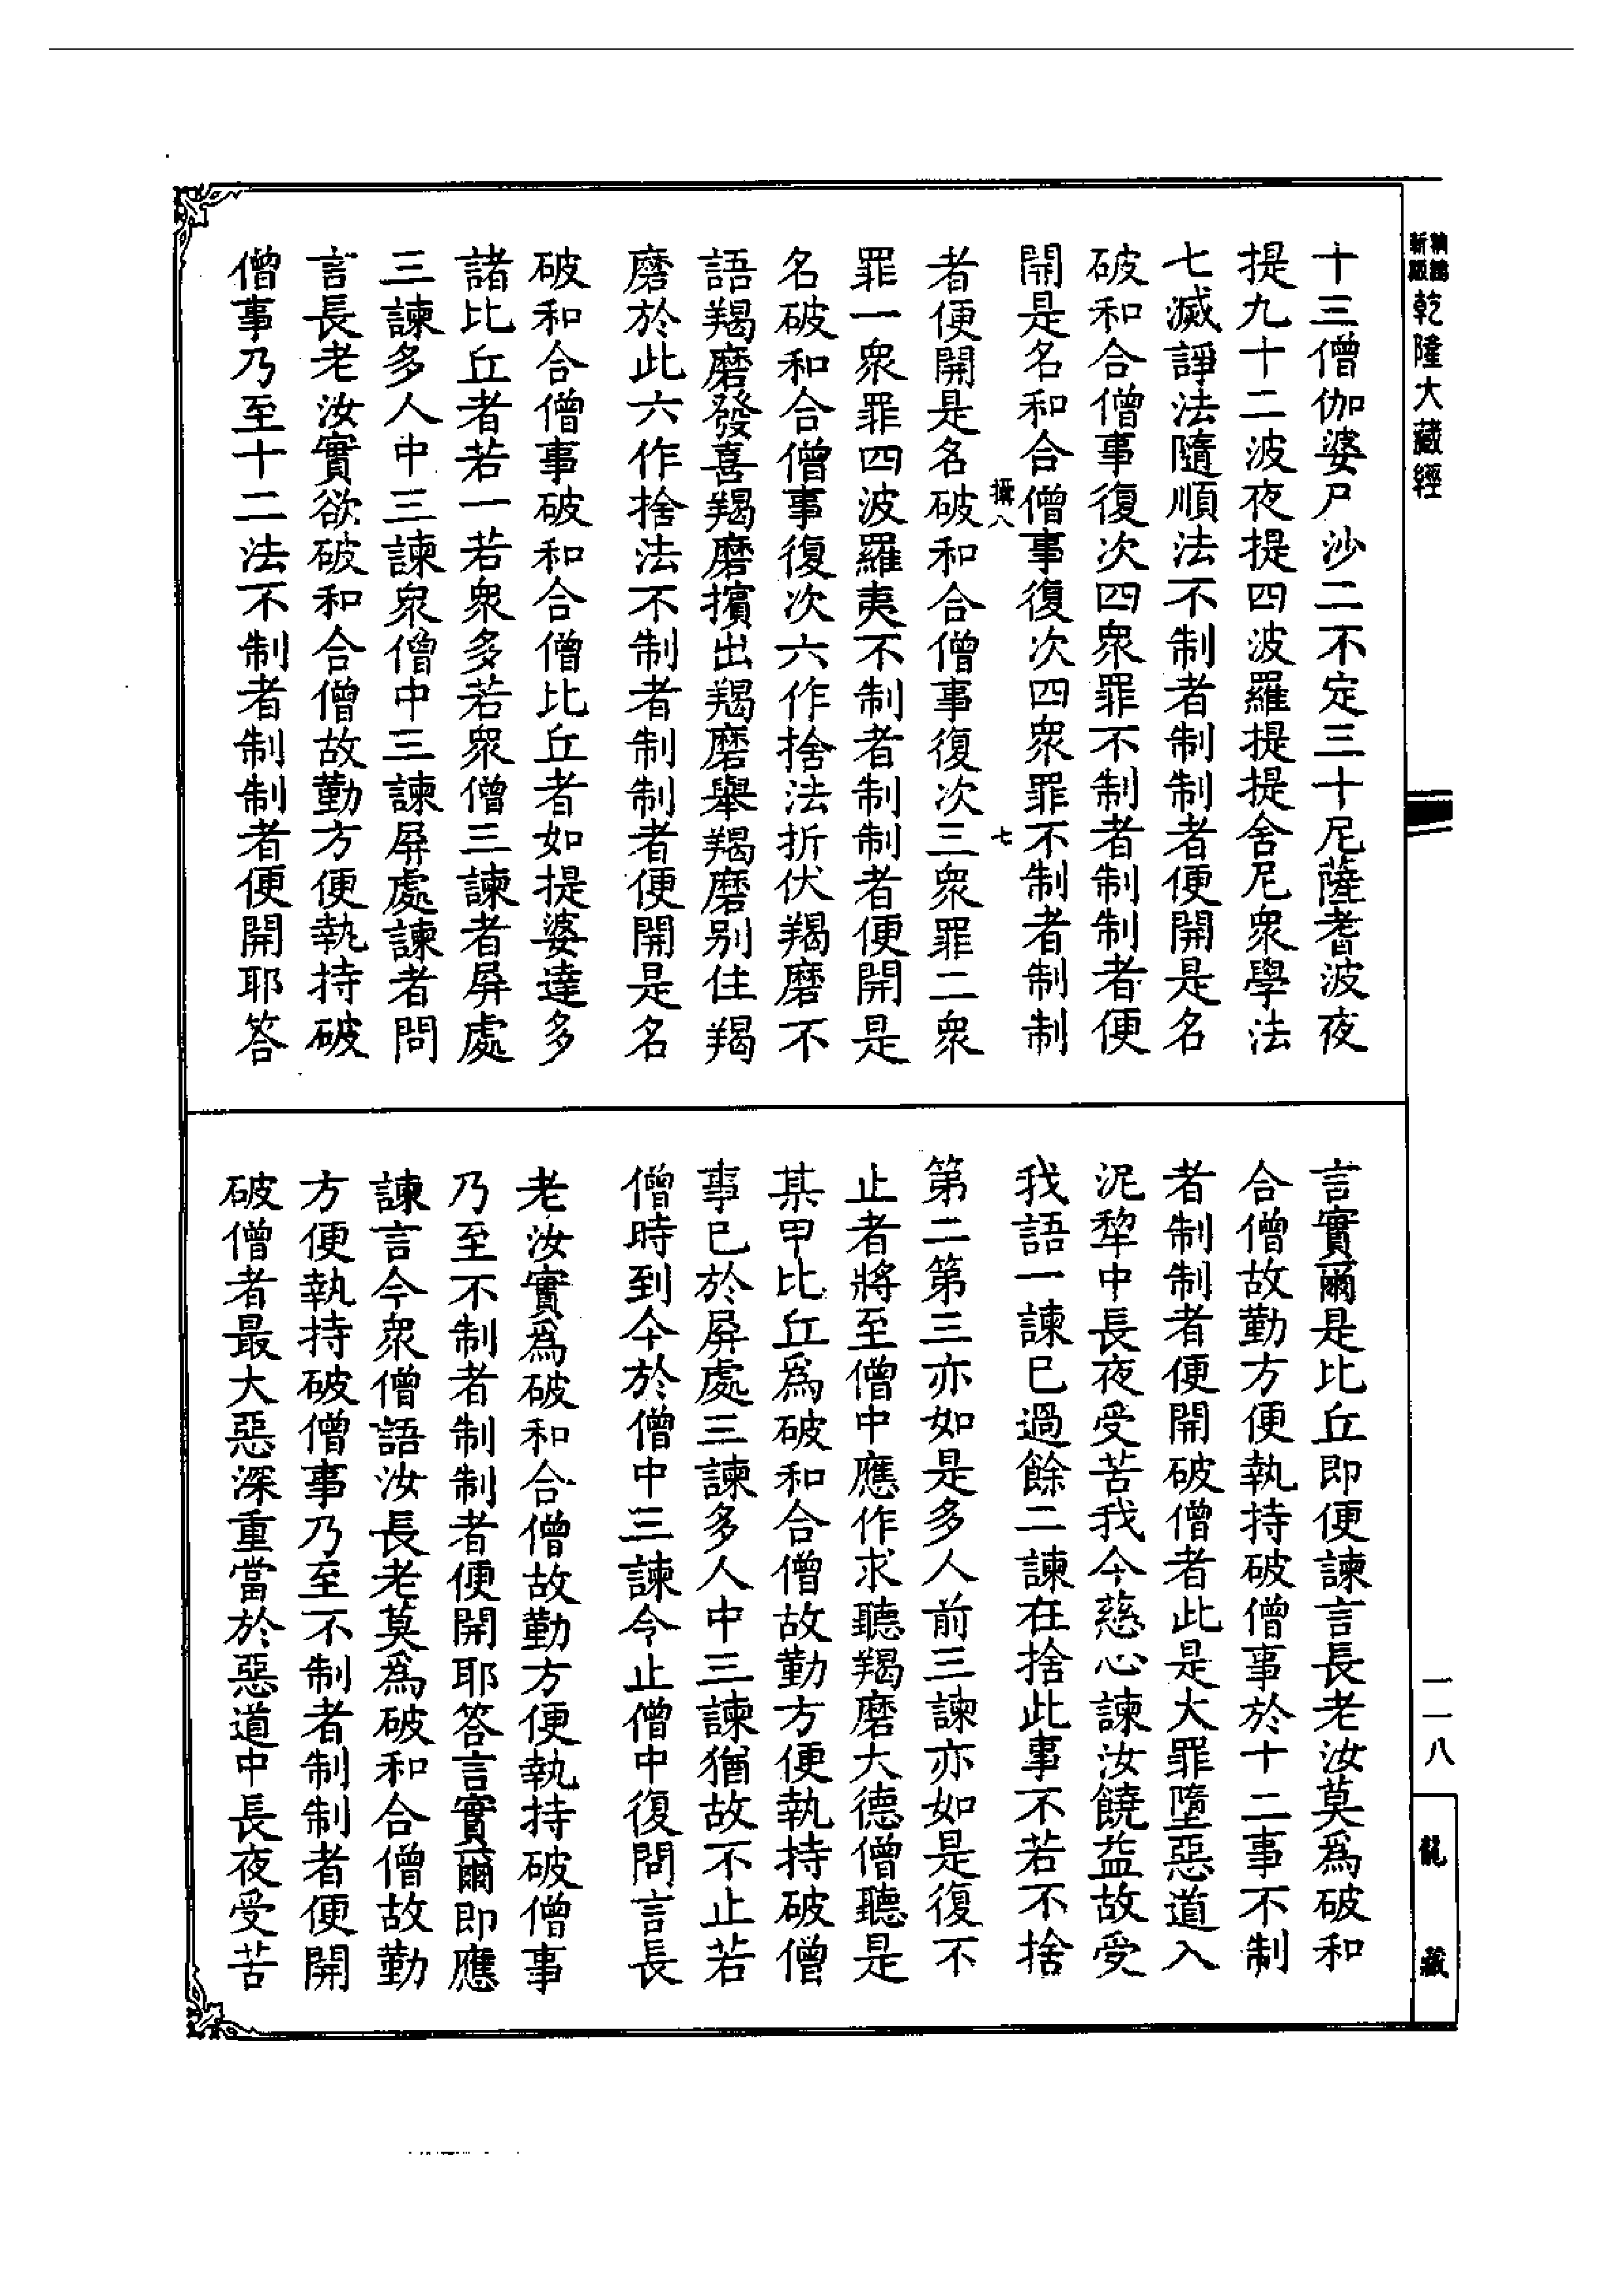 新編
縮版
乾隆大藏經
十三僧伽婆尸沙二不定三十尼薩耆波夜
提九十二波夜提四波羅提提舍尼衆學法
七滅諍法隨順法不制者制制者便開是名
破和合僧事復次四衆罪不制者制制者便
開是名和合僧事復次四衆罪不制者制制
攝八
七
者便開是名破和合僧事復次三衆罪二衆
罪一衆罪四波羅夷不制者制制者便開是
名破和合僧事復次六作捨法折伏羯磨不
語羯磨發喜羯磨擯出羯磨舉羯磨別住羯
磨於此六作捨法不制者制制者便開是名
破和合僧事破和合僧比丘者如提婆達多
諸比丘者若一若衆多若衆僧三諫者屏處
三諫多人中三諫衆僧中三諫屏處諫者問
言長老汝實欲破和合僧故勤方便執持破
僧事乃至十二法不制者制制者便開耶答
言實爾是比丘即便諫言長老汝莫爲破和
合僧故勤方便執持破僧事於十二事不制
者制制者便開破僧者此是大罪墮惡道入
泥犂中長夜受苦我今慈心諫汝饒益故受
我語一諫已過餘二諫在捨此事不若不捨
第二第三亦如是多人前三諫亦如是復不
止者將至僧中應作求聽羯磨大德僧聽是
某甲比丘爲破和合僧故勤方便執持破僧
事已於屏處三諫多人中三諫猶故不止若
僧時到今於僧中三諫令止僧中復問言長
老汝實爲破和合僧故勤方便執持破僧事
乃至不制者制制者便開耶答言實爾即應
諫言今衆僧語汝長老莫爲破和合僧故勤
方便執持破僧事乃至不制者制制者便開
破僧者最大惡深重當於惡道中長夜受苦
一一八
龍藏